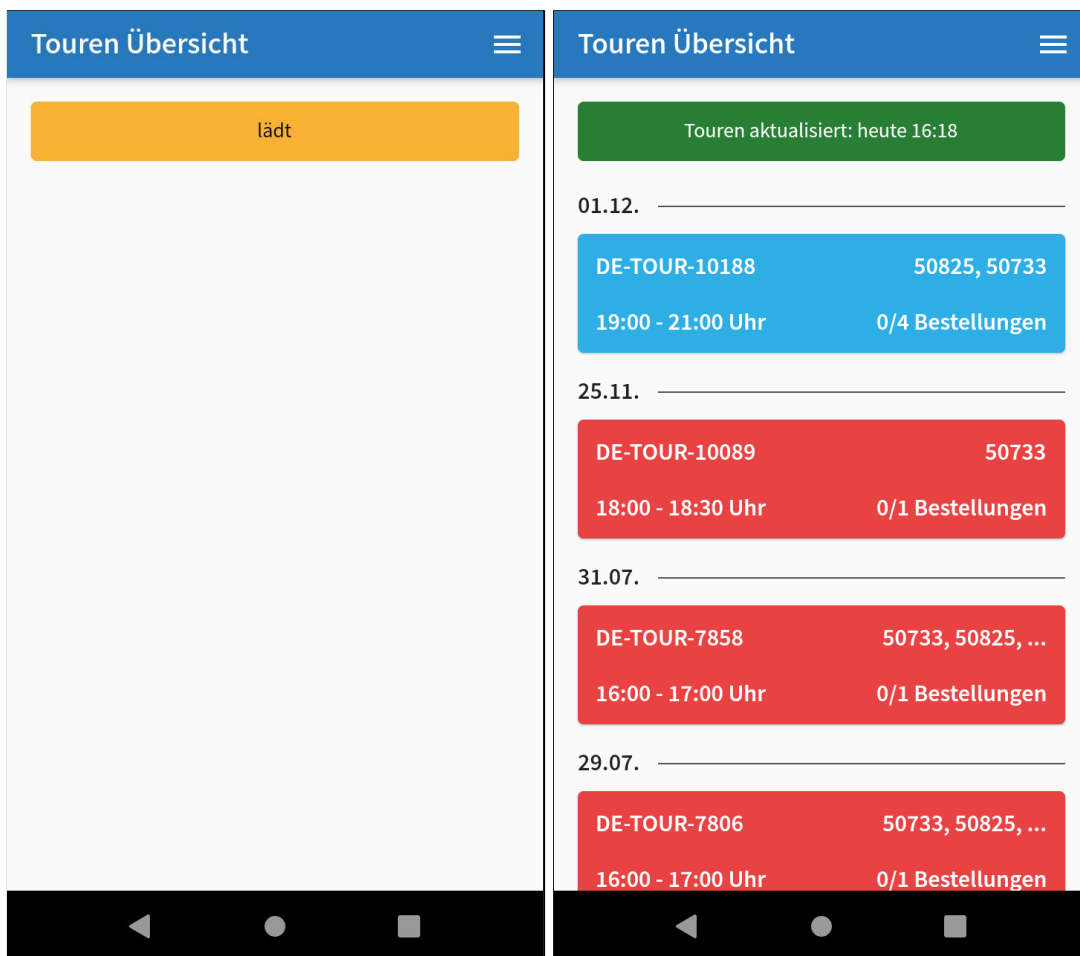 Touren Übersicht
lädt
Touren Übersicht
Touren aktualisiert: heute 16:18
01.12.
DE-TOUR-10188 50825, 50733
19:00 - 21:00 Uhr 0/4 Bestellungen
25.11.
DE-TOUR-10089 50733
18:00 - 18:30 Uhr 0/1 Bestellungen
31.07.
DE-TOUR-7858 50733, 50825, ...
16:00 - 17:00 Uhr 0/1 Bestellungen
29.07.
DE-TOUR-7806 50733, 50825, ...
16:00 - 17:00 Uhr 0/1 Bestellungen